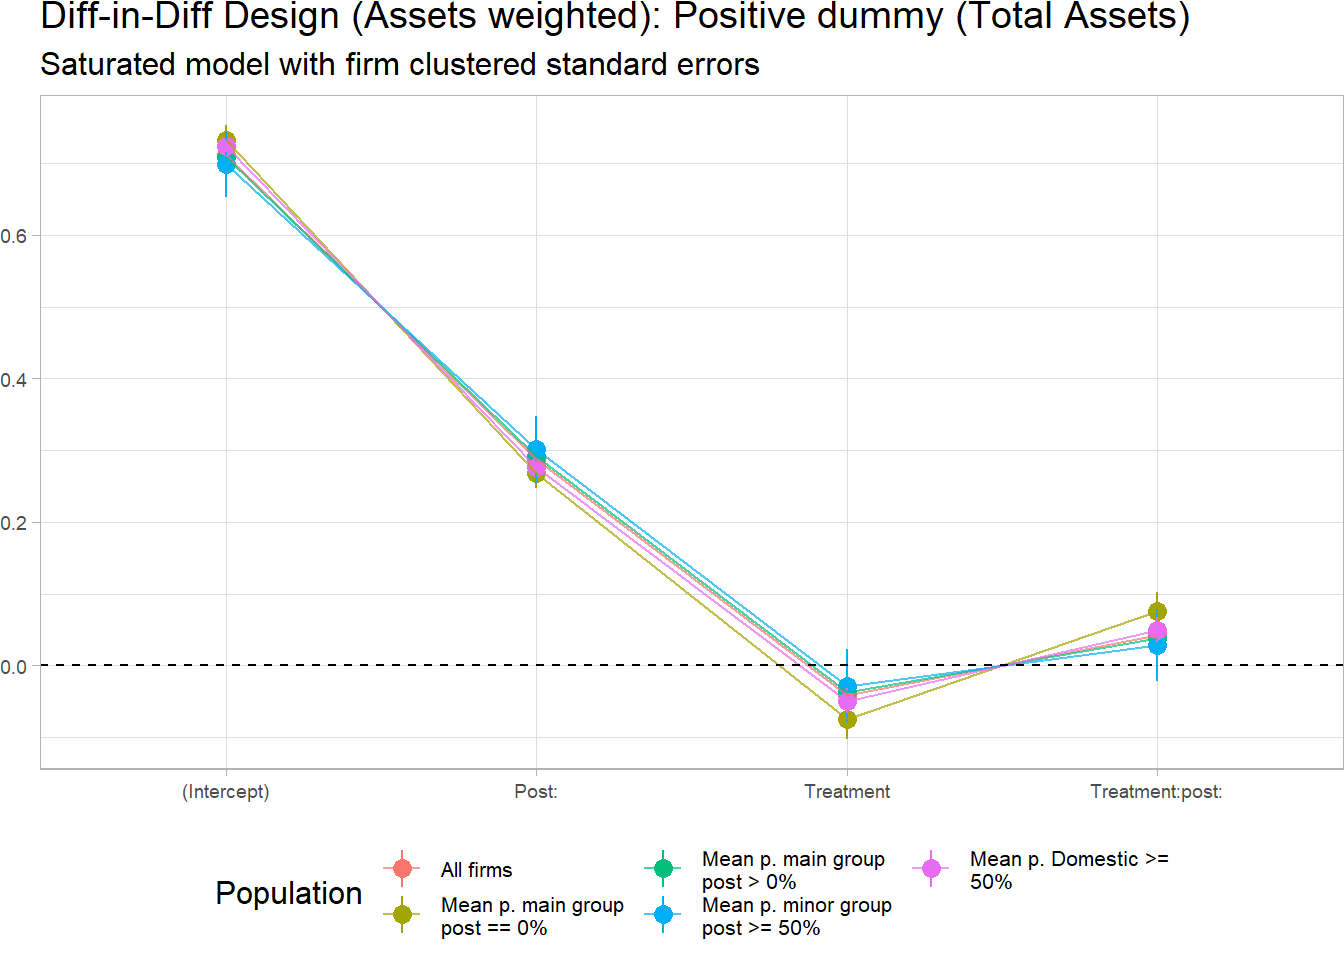 Diff-in-Diff Design (Assets weighted): Positive dummy (Total Assets)
Saturated model with firm clustered standard errors
0.6
0.4
0.2
0.0
(Intercept)
Post:
Treatment
Treatment:post:
Population
All firms
Mean p. main group
post == 0%
Mean p. main group
post > 0%
Mean p. minor group
post >= 50%
Mean p. Domestic >=
50%